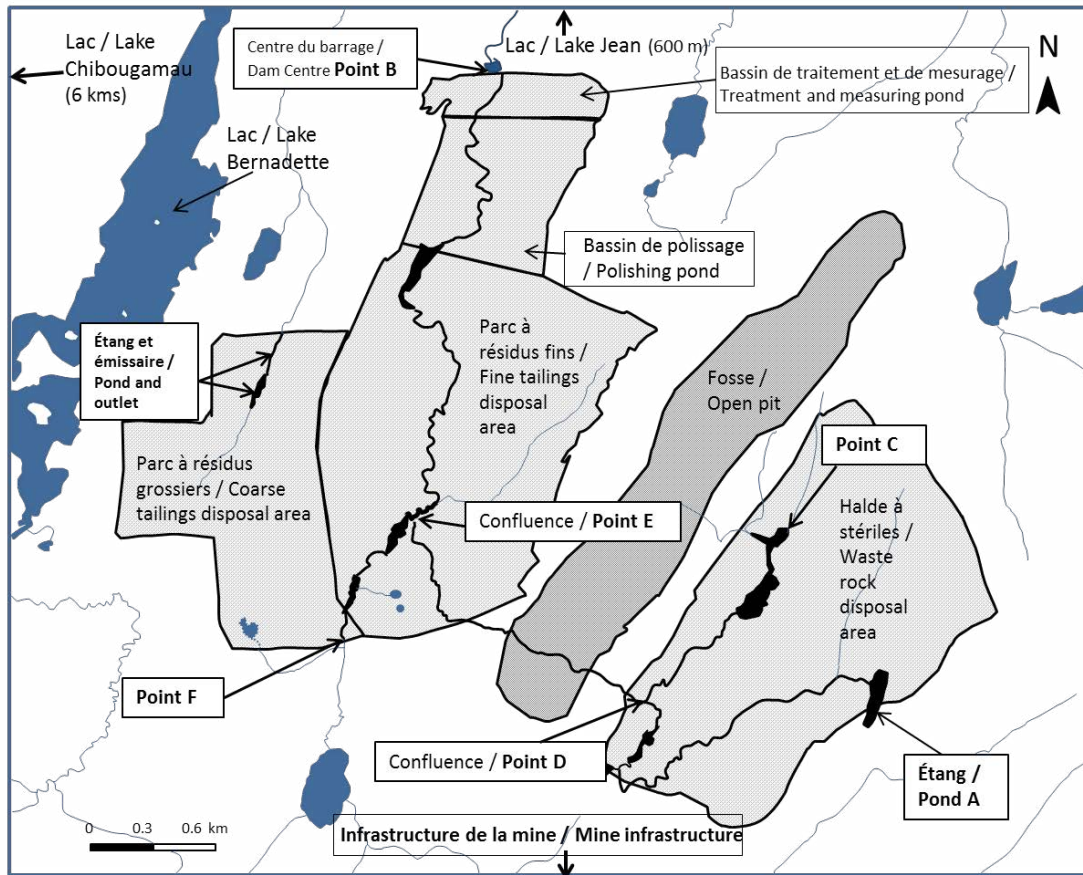 Lac / Lake
Chibougamau
(6 kms)
Centre du barrage /
Dam Centre Point B
Lac / Lake Jean (600 m)
N
Bassin de traitement et de mesurage /
Treatment and measuring pond
Lac / Lake
Bernadette
Bassin de polissage
/ Polishing pond
Étang et
émissaire /
Pond and
outlet
Parc à
résidus fins /
Fine tailings
disposal
area
Fosse /
Open pit
Point C
Parc à résidus
grossiers / Coarse
tailings disposal area
Confluence / Point E
Halde à
stériles /
Waste
rock
disposal
area
Point F
Confluence / Point D
Étang /
Pond A
0 0.3 0.6 km
Infrastructure de la mine / Mine infrastructure